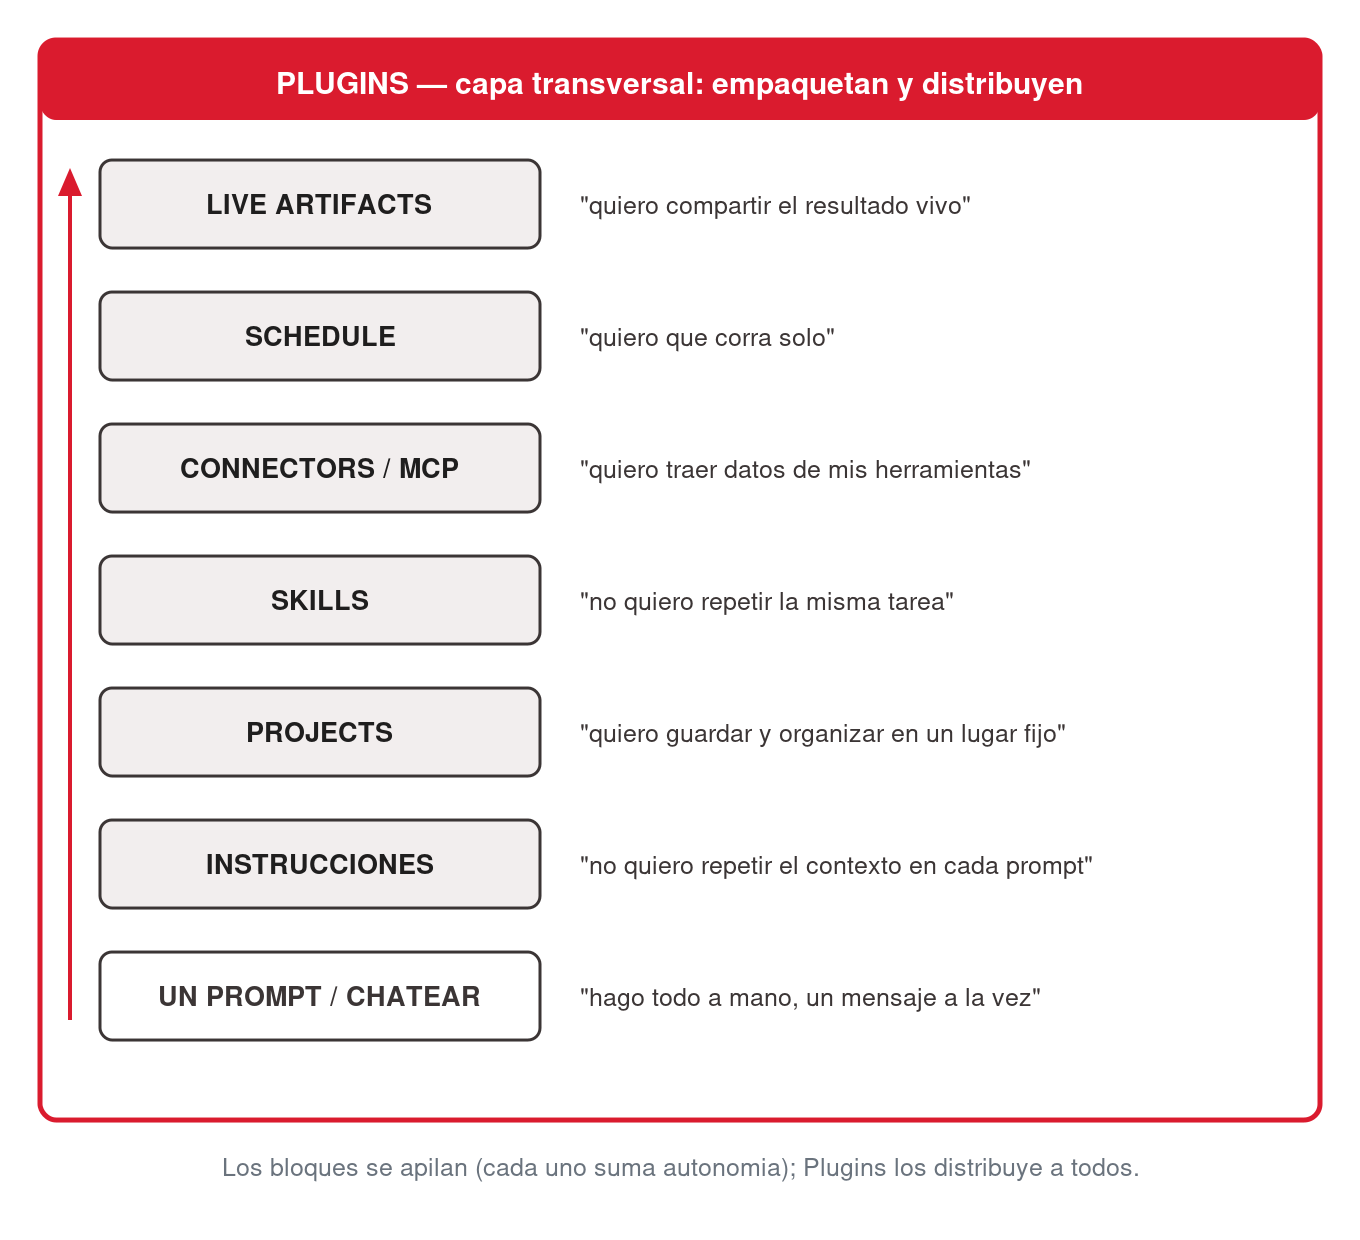 PLUGINS — capa transversal: empaquetan y distribuyen
LIVE ARTIFACTS
"quiero compartir el resultado vivo"
SCHEDULE
"quiero que corra solo"
CONNECTORS / MCP
"quiero traer datos de mis herramientas"
SKILLS
"no quiero repetir la misma tarea"
PROJECTS
"quiero guardar y organizar en un lugar fijo"
INSTRUCCIONES
"no quiero repetir el contexto en cada prompt"
UN PROMPT / CHATEAR
"hago todo a mano, un mensaje a la vez"
Los bloques se apilan (cada uno suma autonomia); Plugins los distribuye a todos.